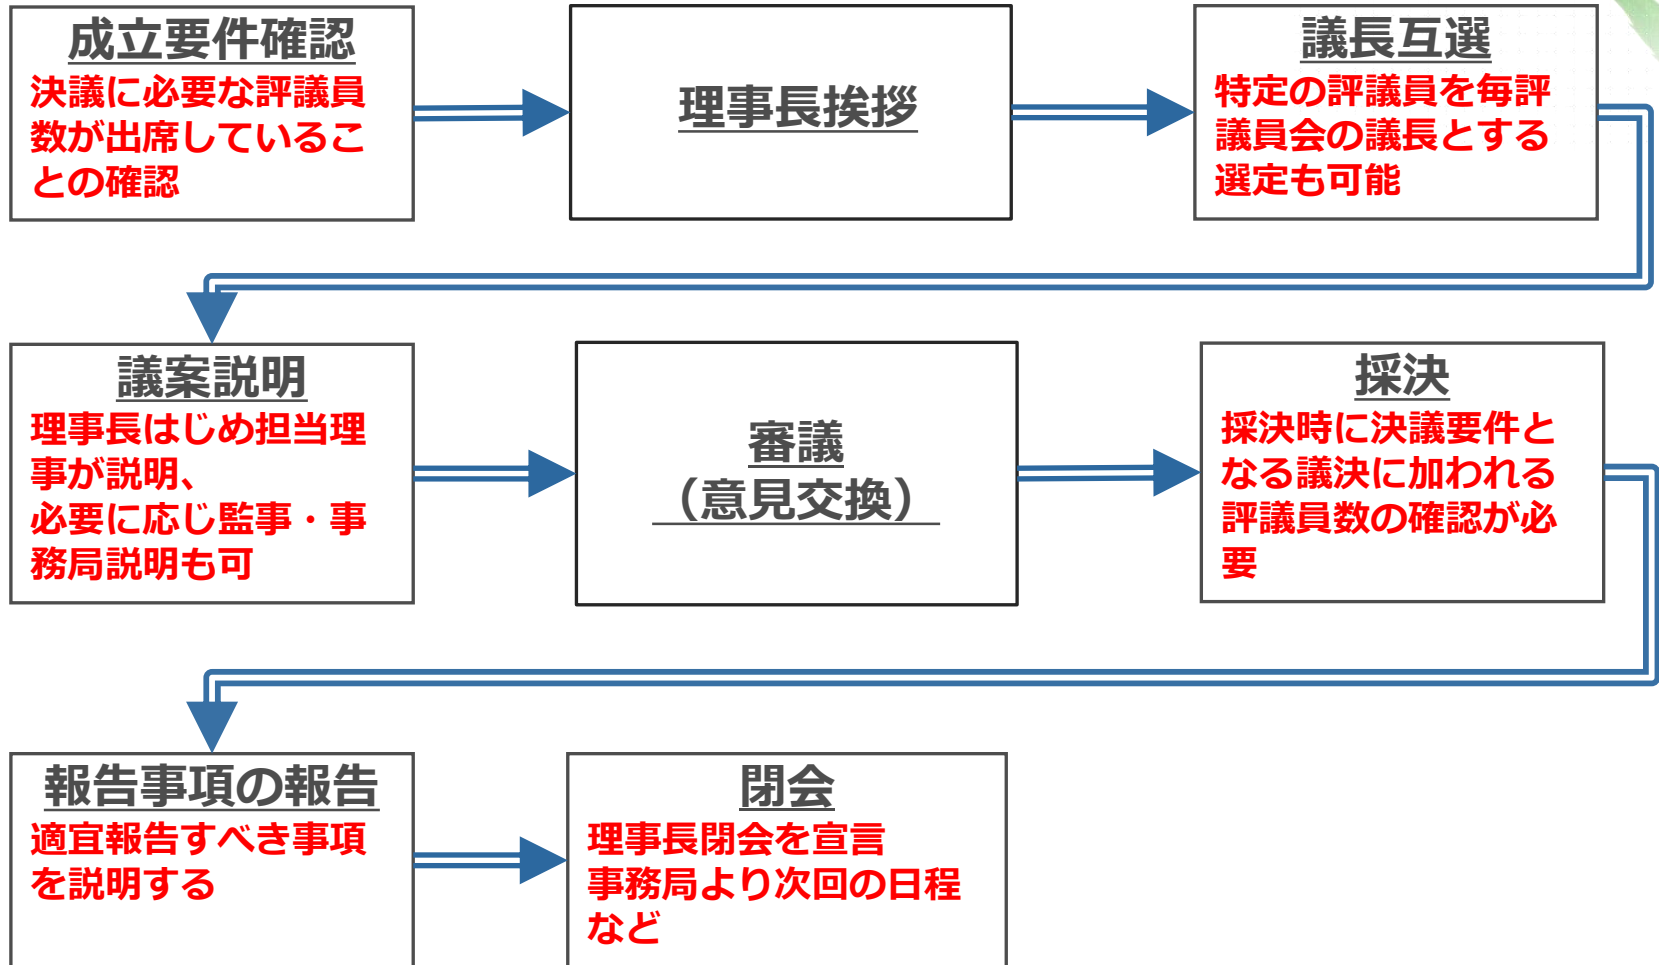 成立要件確認
決議に必要な評議員
数が出席しているこ
との確認
理事長挨拶
議長互選
特定の評議員を毎評
議員会の議長とする
選定も可能
議案説明
理事長はじめ担当理
事が説明、
必要に応じ監事・事
務局説明も可
審議
（意見交換）
採決
採決時に決議要件と
なる議決に加われる
評議員数の確認が必
要
報告事項の報告
適宜報告すべき事項
を説明する
閉会
理事長閉会を宣言
事務局より次回の日程
など